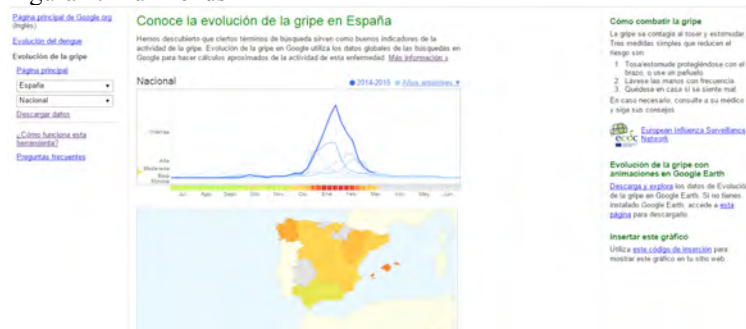 Página principal de Google.org
(Inglés)
Evolución del dengue
Evolución de la gripe
Página principal
España
Nacional
Descargar datos
¿Cómo funciona esta
herramienta?
Preguntas frecuentes
Conoce la evolución de la gripe en España
Hemos descubierto que ciertos términos de búsqueda sirven como buenos indicadores de la
actividad de la gripe. Evolución de la gripe en Google utiliza los datos globales de las búsquedas en
Google para hacer cálculos aproximados de la actividad de esta enfermedad. Más información »
Nacional
2014-2015
Años anteriores ▼
Intensa
Alta
Moderada
Baja
Mínima
Jul. Ago. Sept. Oct. Nov. Dic. Ene. Feb. Mar. Abr. May. Jun.
Cómo combatir la gripe
La gripe se contagia al toser y estornudar.
Tres medidas simples que reducen el
riesgo son:
1. Tosa/estornude protegiéndose con el
brazo, o use un pañuelo
2. Lávese las manos con frecuencia.
3. Quédese en casa si se siente mal.
En caso necesario, consulte a su médico
y siga sus consejos.
ecdc
European Influenza Surveillance
Network
Evolución de la gripe con
animaciones en Google Earth
Descarga y explora los datos de Evolució
de la gripe en Google Earth. Si no tienes
instalado Google Earth, accede a esta
página para descargarlo.
Insertar este gráfico
Utiliza este código de inserción para
mostrar este gráfico en tu sitio web.